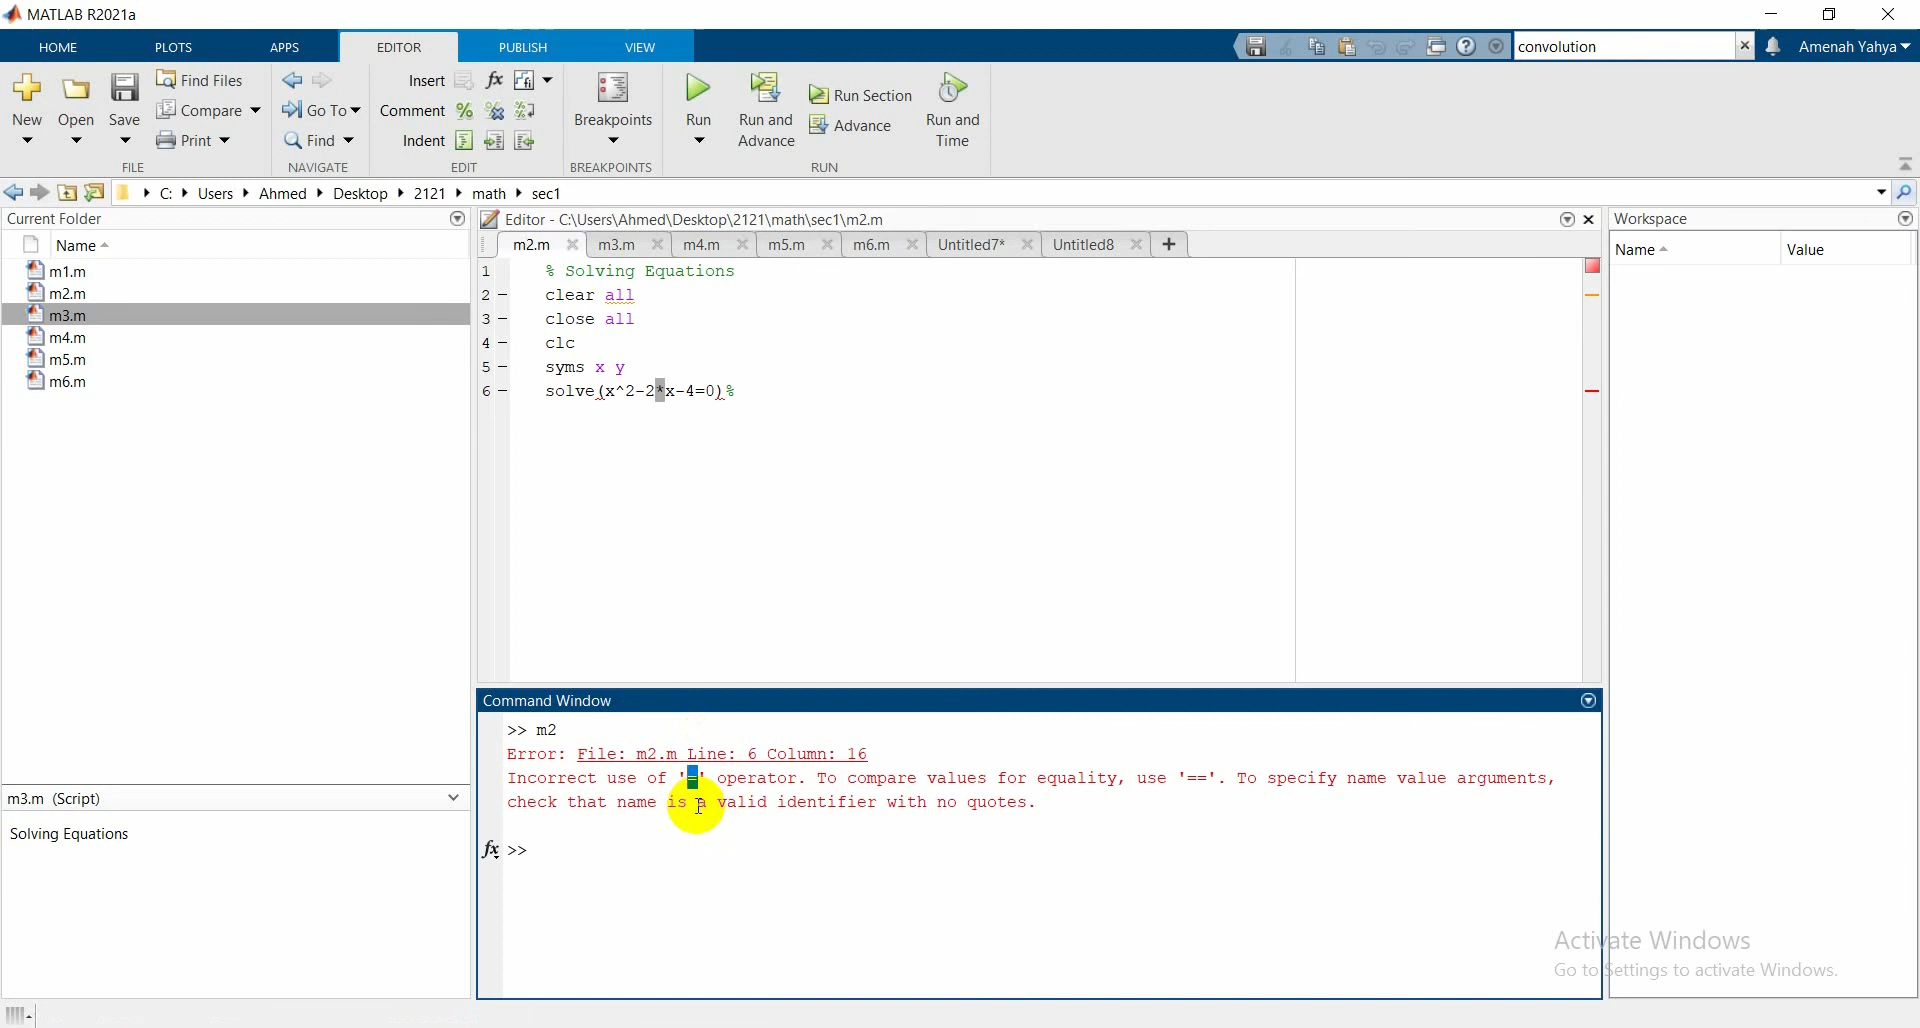 MATLAB R2021a
HOME PLOTS APPS EDITOR PUBLISH VIEW convolution Amenah Yahya
New Open Save Find Files Compare Print
FILE
Go To Find
NAVIGATE
Insert fx
Comment
Indent
EDIT
Breakpoints
BREAKPOINTS
Run Run and Advance Run Section Advance Run and Time
RUN
C: Users Ahmed Desktop 2121 math sec1
Current Folder
Name
m1.m
m2.m
m3.m
m4.m
m5.m
m6.m
m3.m (Script)
Solving Equations
Editor - C:\Users\Ahmed\Desktop\2121\math\sec1\m2.m
m2.m m3.m m4.m m5.m m6.m Untitled7* Untitled8
1 % Solving Equations
2 - clear all
3 - close all
4 - clc
5 - syms x y
6 - solve(x^2-2*x-4=0)%
Command Window
>> m2
Error: File: m2.m Line: 6 Column: 16
Incorrect use of '=' operator. To compare values for equality, use '=='. To specify name value arguments,
check that name is a valid identifier with no quotes.
fx >>
Workspace
Name Value
Activate Windows
Go to Settings to activate Windows.